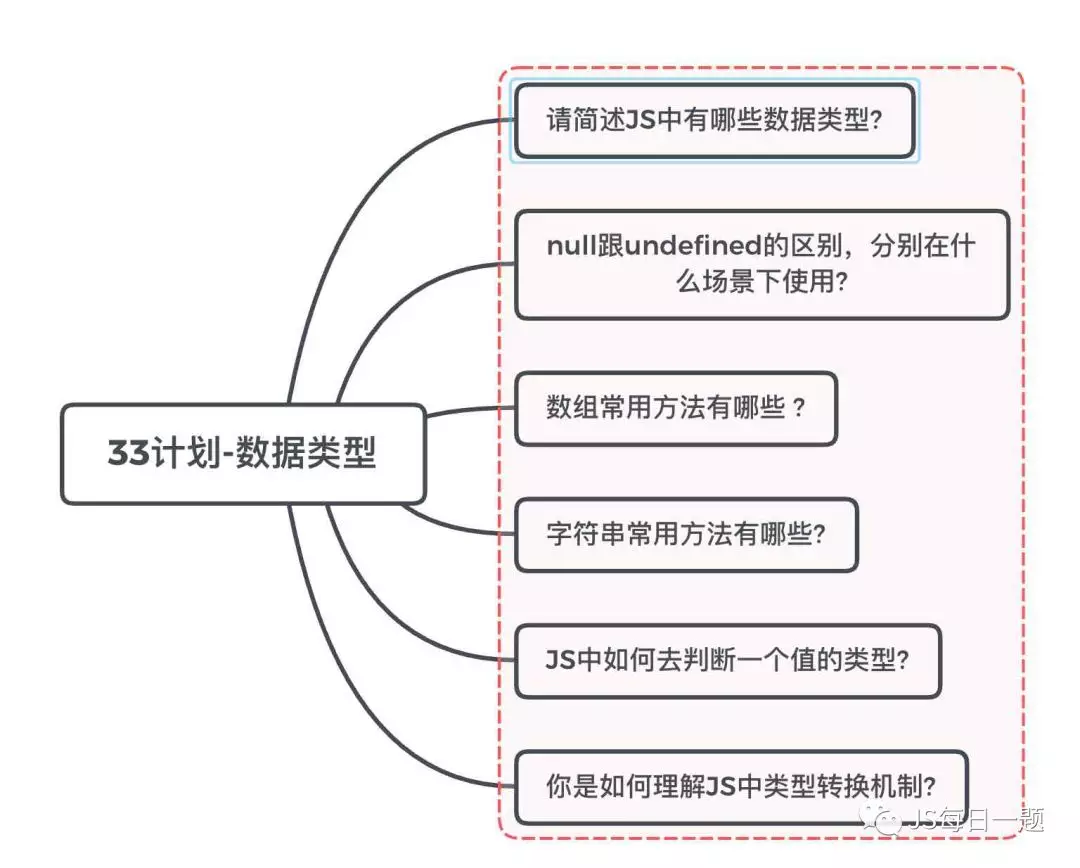 请简述JS中有哪些数据类型?
null跟undefined的区别，分别在什
么场景下使用?
数组常用方法有哪些？
33计划-数据类型
字符串常用方法有哪些?
JS中如何去判断一个值的类型?
你是如何理解JS中类型转换机制?
JS每日一题